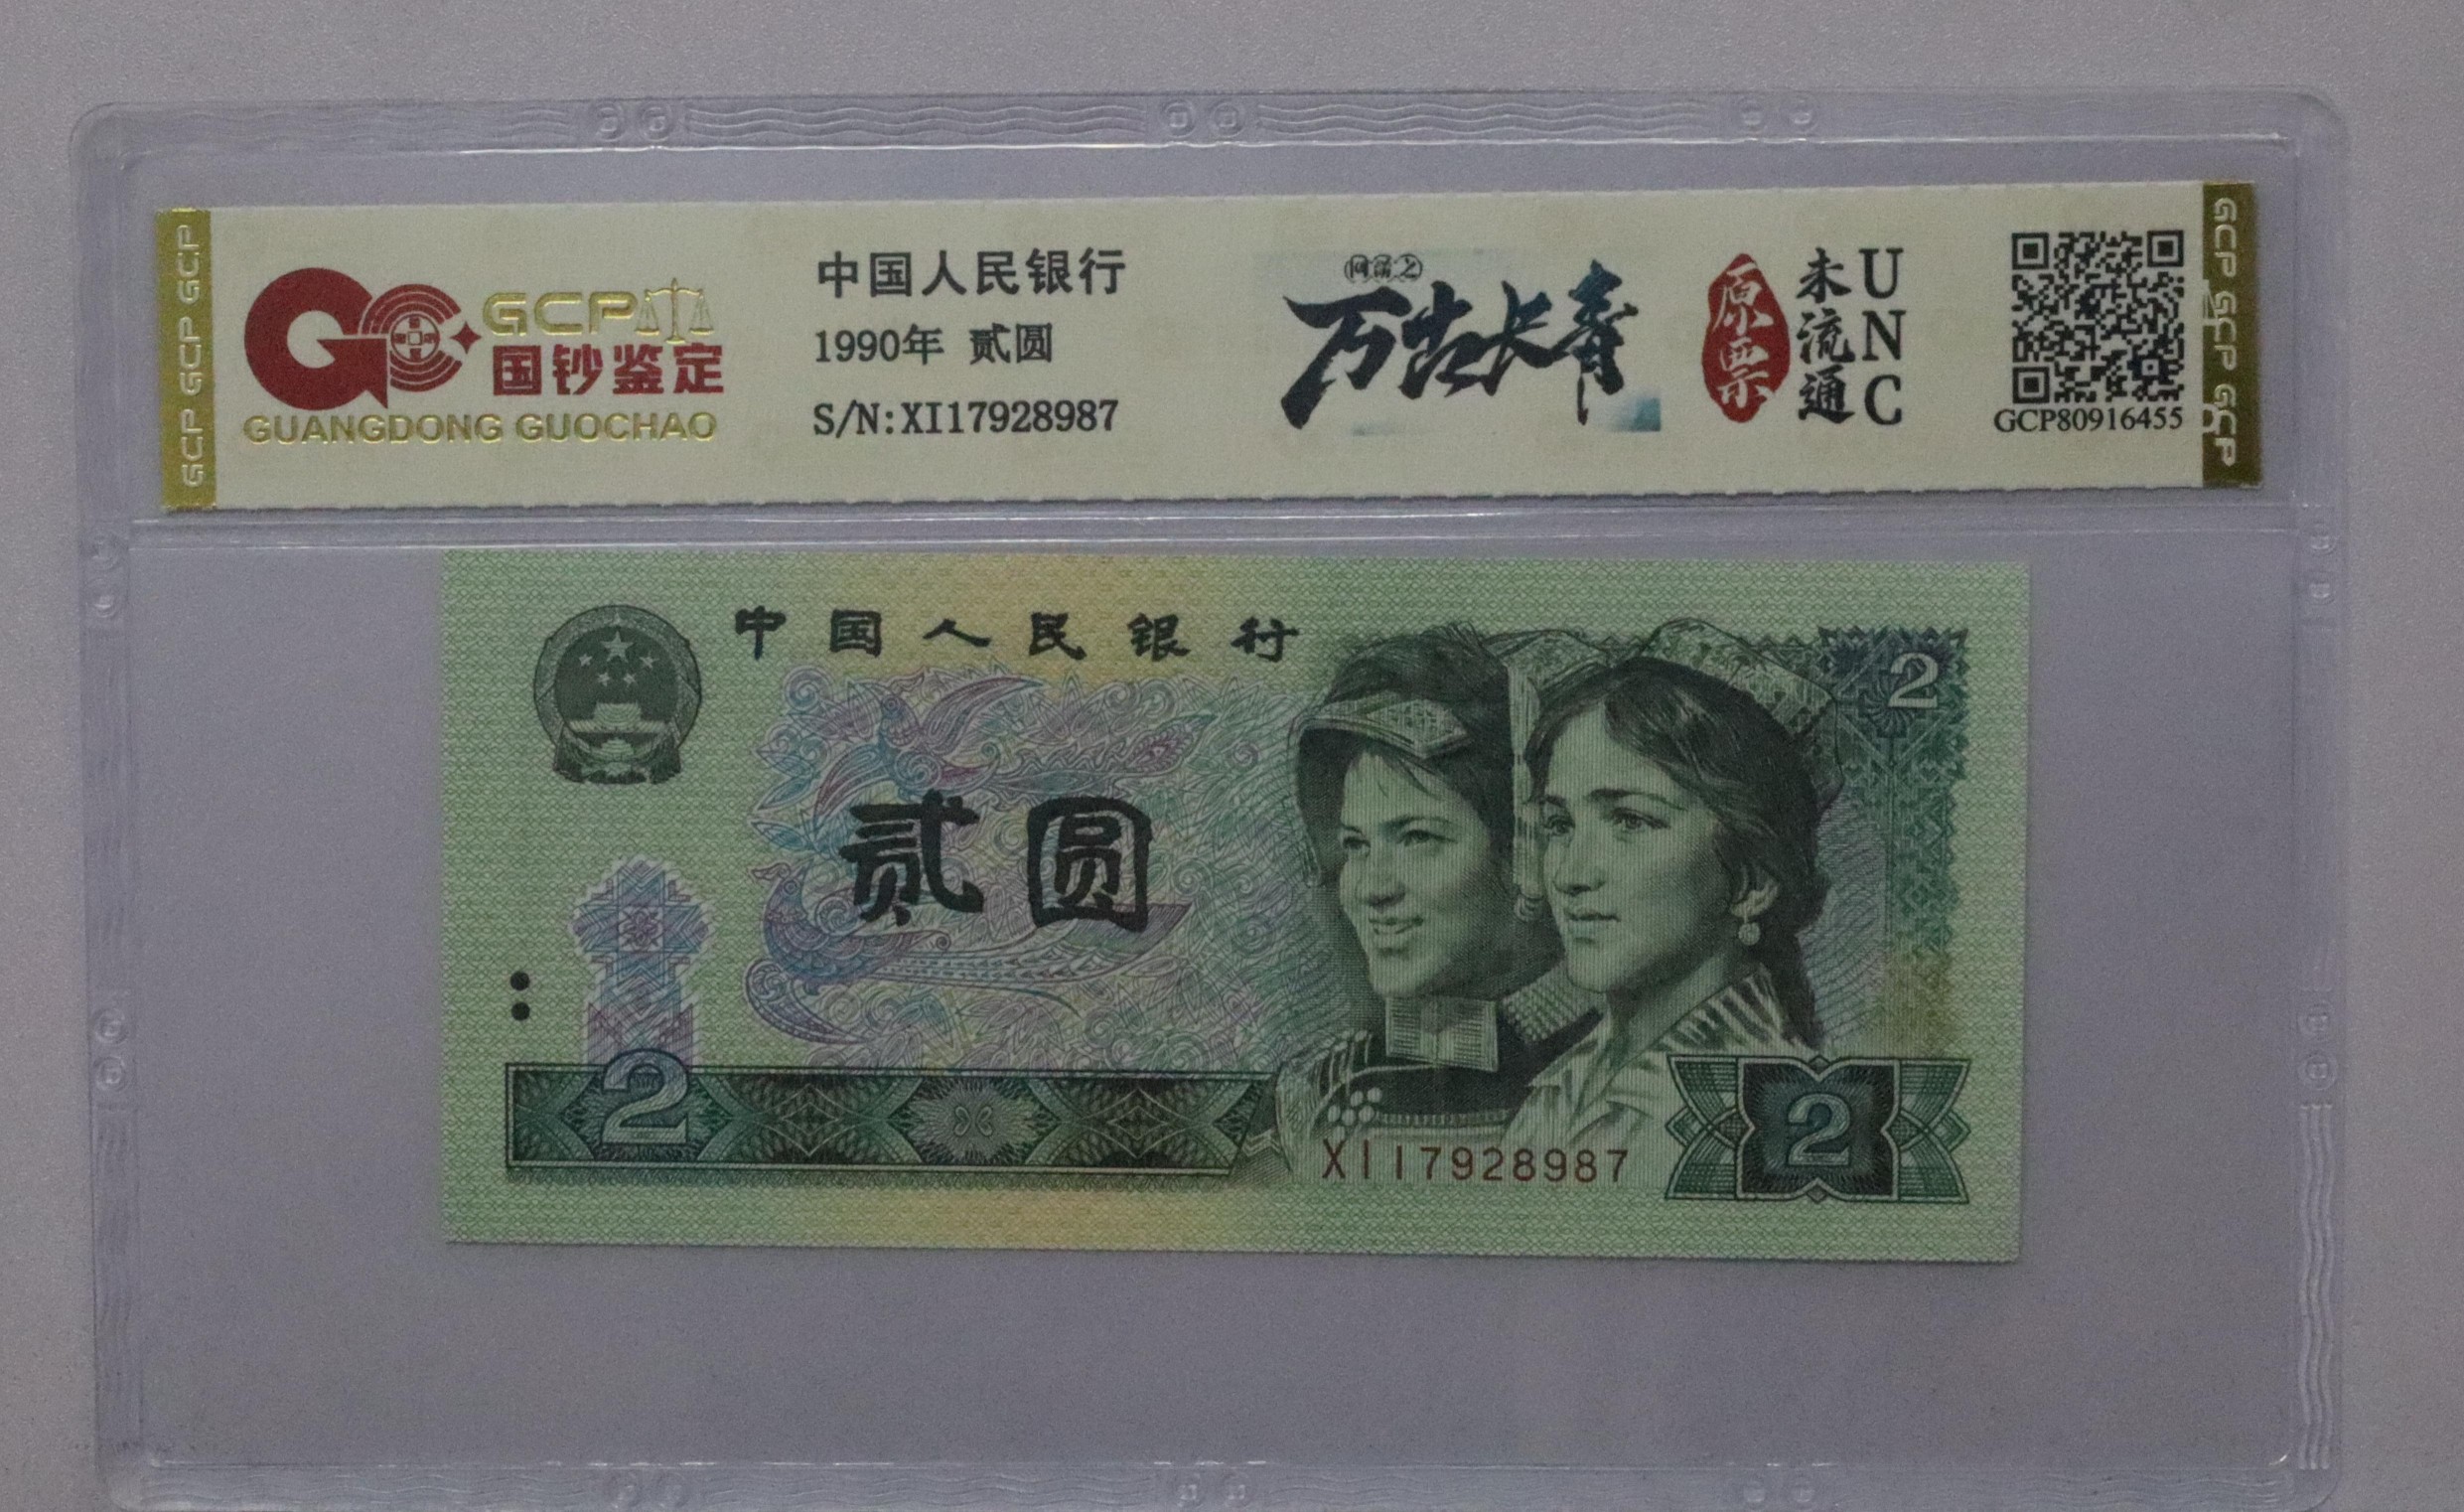 GCP GCP GCP
GCP
国钞鉴定
GUANGDONG GUOCHAO
中国人民银行
1990年 贰圆
S/N:XI17928987
万苦长青
原票
未流通
UNC
GCP80916455
GCP GCP GCP
中国人民银行
2
贰圆
2
XI17928987
2